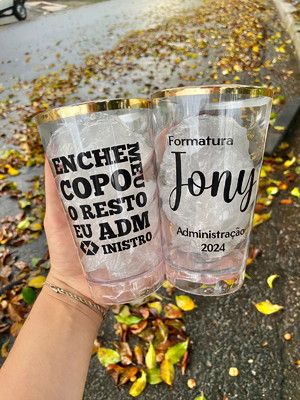 ENCHE
MEU
COPO
O RESTO
EU ADM
INISTRO
Formatura
Jony
Administração
2024